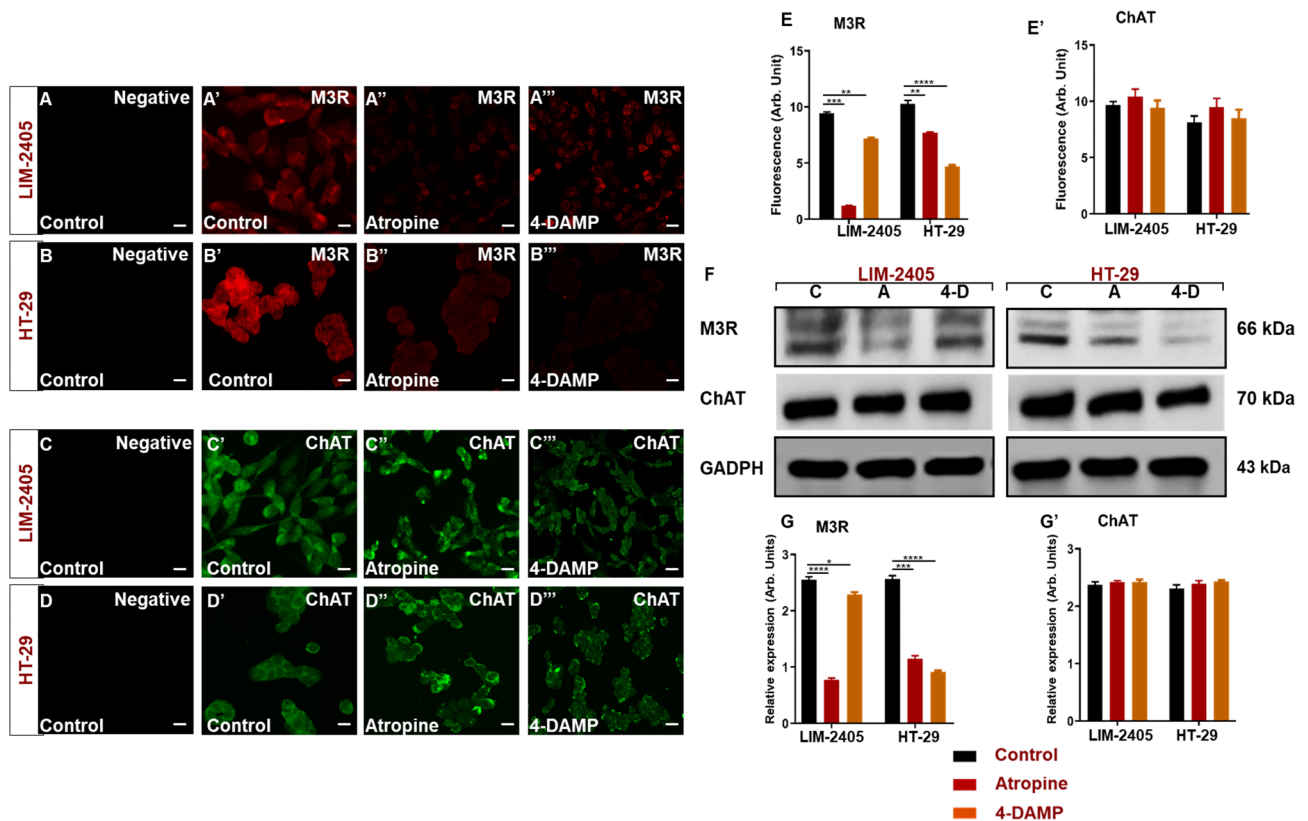 A Negative Control
A’ M3R Control
A’’ M3R Atropine
A’’’ M3R 4-DAMP
LIM-2405
B Negative Control
B’ M3R Control
B’’ M3R Atropine
B’’’ M3R 4-DAMP
HT-29
C Negative Control
C’ ChAT Control
C’’ ChAT Atropine
C’’’ ChAT 4-DAMP
LIM-2405
D Negative Control
D’ ChAT Control
D’’ ChAT Atropine
D’’’ ChAT 4-DAMP
HT-29
E M3R
Fluorescence (Arb. Unit)
15
10
5
0
**
***
****
**
LIM-2405 HT-29
E’ ChAT
Fluorescence (Arb. Unit)
15
10
5
0
LIM-2405 HT-29
F LIM-2405 HT-29
C A 4-D C A 4-D
M3R 66 kDa
ChAT 70 kDa
GADPH 43 kDa
G M3R
Relative expression (Arb. Units)
3
2
1
0
*
****
****
***
LIM-2405 HT-29
G’ ChAT
Relative expression (Arb. Units)
3
2
1
0
LIM-2405 HT-29
Control
Atropine
4-DAMP